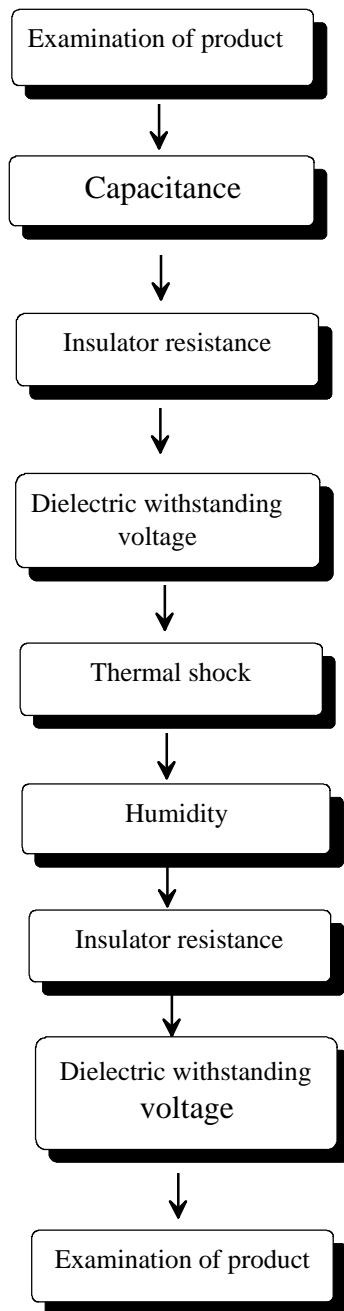 Examination of product
Capacitance
Insulator resistance
Dielectric withstanding
voltage
Thermal shock
Humidity
Insulator resistance
Dielectric withstanding
voltage
Examination of product